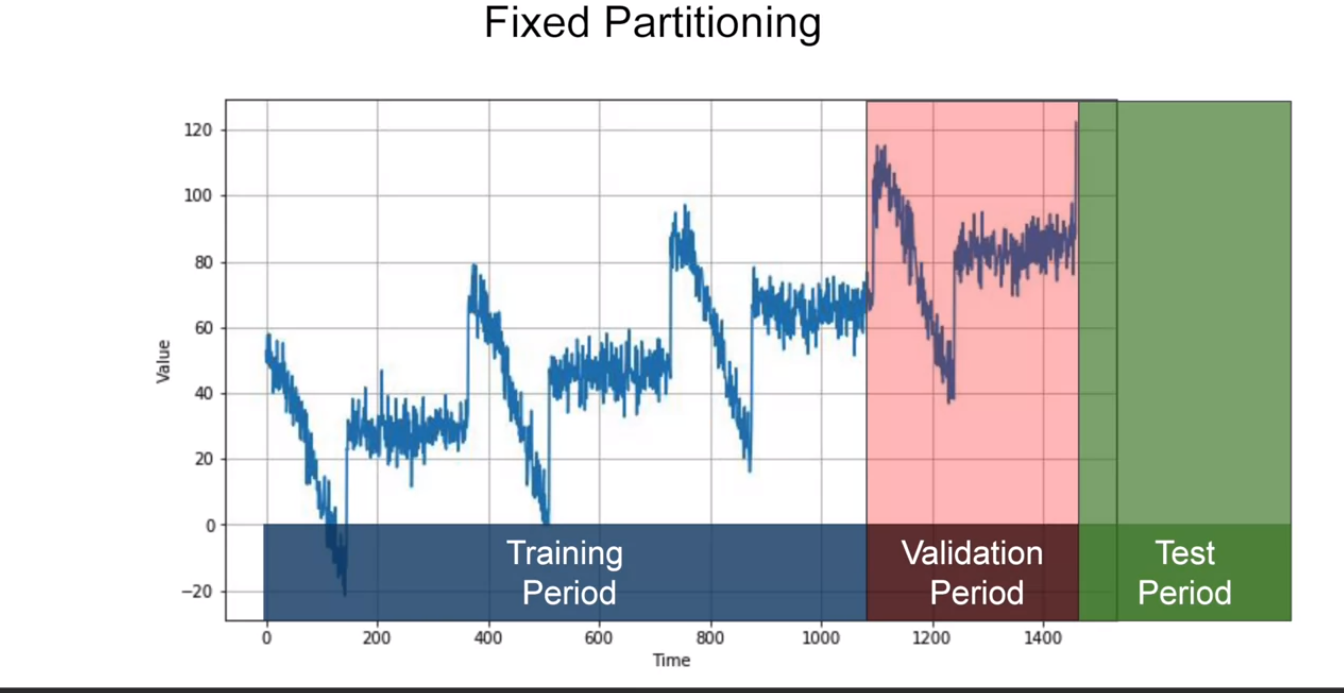 Fixed Partitioning
120
100
80
60
40
20
0
−20
Value
Training
Period
Validation
Period
Test
Period
0 200 400 600 800 1000 1200 1400
Time